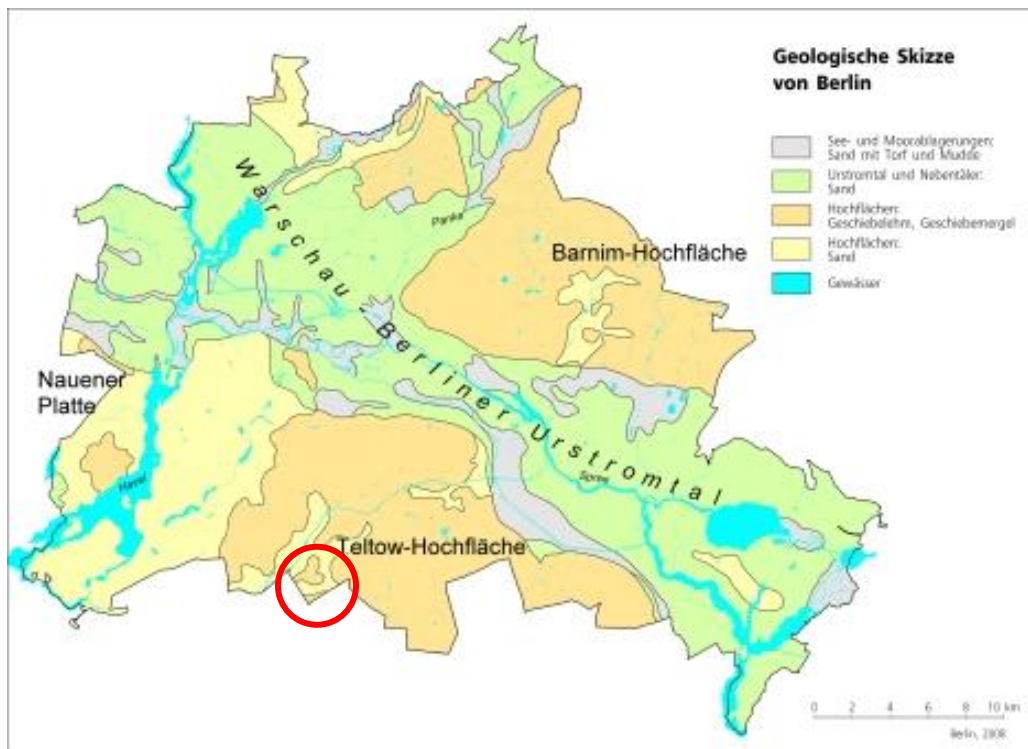 Geologische Skizze
von Berlin
See- und Moorablagerungen:
Sand mit Torf und Mudde
Urstromtal und Nebentäler:
Sand
Hochflächen:
Geschiebelehm, Geschiebemergel
Hochflächen:
Sand
Gewässer
Warschau - Berliner Urstromtal
Panke
Barnim-Hochfläche
Nauener
Platte
Havel
Spree
Teltow-Hochfläche
0 2 4 6 8 10 km
Berlin, 2008